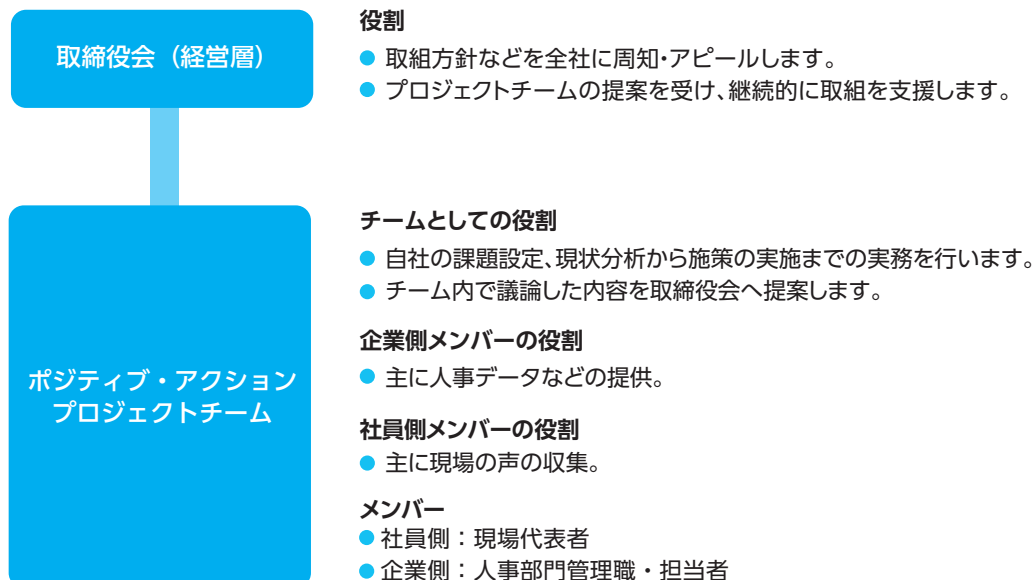 取締役会（経営層）
役割
● 取組方針などを全社に周知・アピールします。
● プロジェクトチームの提案を受け、継続的に取組を支援します。
ポジティブ・アクション
プロジェクトチーム
チームとしての役割
● 自社の課題設定、現状分析から施策の実施までの実務を行います。
● チーム内で議論した内容を取締役会へ提案します。
企業側メンバーの役割
● 主に人事データなどの提供。
社員側メンバーの役割
● 主に現場の声の収集。
メンバー
● 社員側：現場代表者
● 企業側：人事部門管理職・担当者